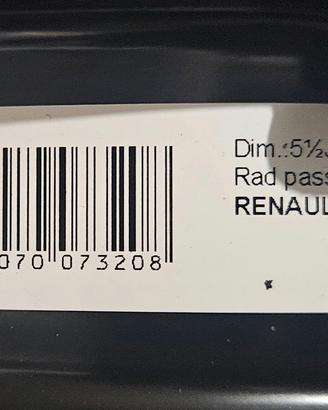 070 073208
Dim.:5½J
Rad pass
RENAUL